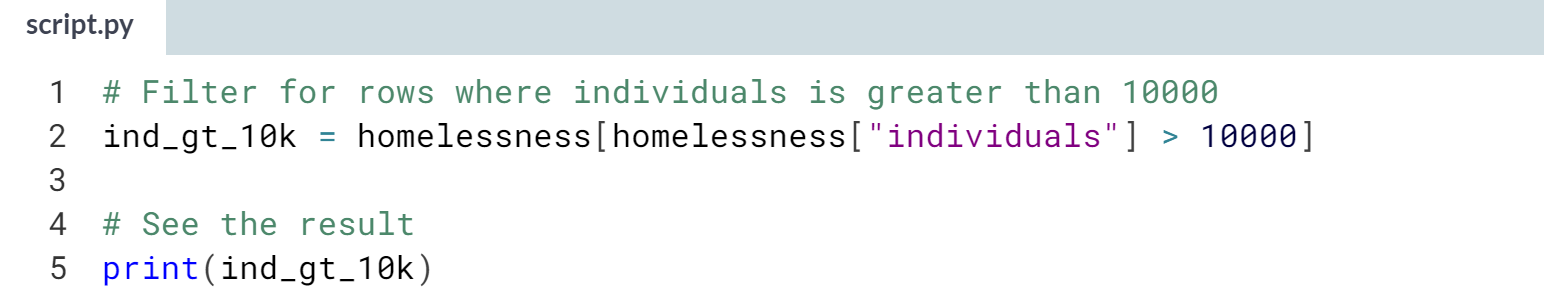 script.py
1 # Filter for rows where individuals is greater than 10000
2 ind_gt_10k = homelessness[homelessness["individuals"] > 10000]
3
4 # See the result
5 print(ind_gt_10k)